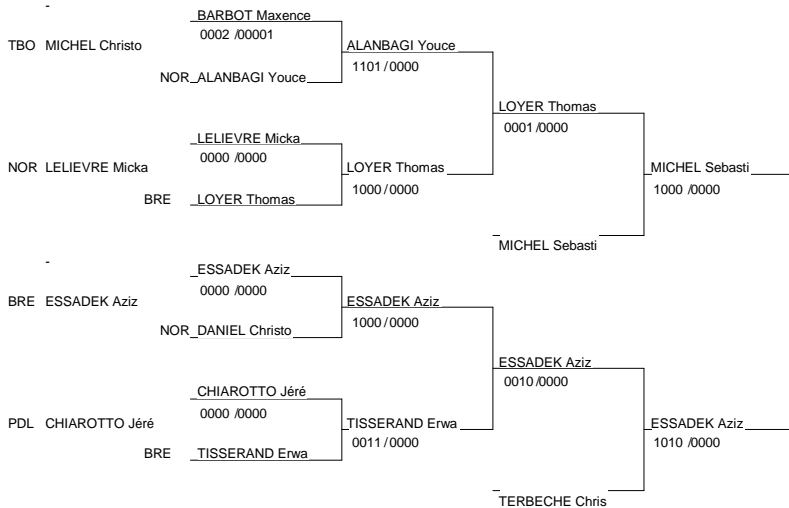 -
BARBOT Maxence
0002 /00001
TBO MICHEL Christo
ALANBAGI Youce
1101 / 0000
NOR ALANBAGI Youce
LOYER Thomas
0001 /0000
LELIEVRE Micka
0000 /0000
NOR LELIEVRE Micka
LOYER Thomas
1000 / 0000
MICHEL Sebasti
1000 /0000
BRE LOYER Thomas
MICHEL Sebasti
-
ESSADEK Aziz
0000 /0000
BRE ESSADEK Aziz
ESSADEK Aziz
1000 / 0000
NOR DANIEL Christo
ESSADEK Aziz
0010 /0000
CHIAROTTO Jéré
0000 /0000
PDL CHIAROTTO Jéré
TISSERAND Erwa
0011 / 0000
ESSADEK Aziz
1010 /0000
BRE TISSERAND Erwa
TERBECHE Chris